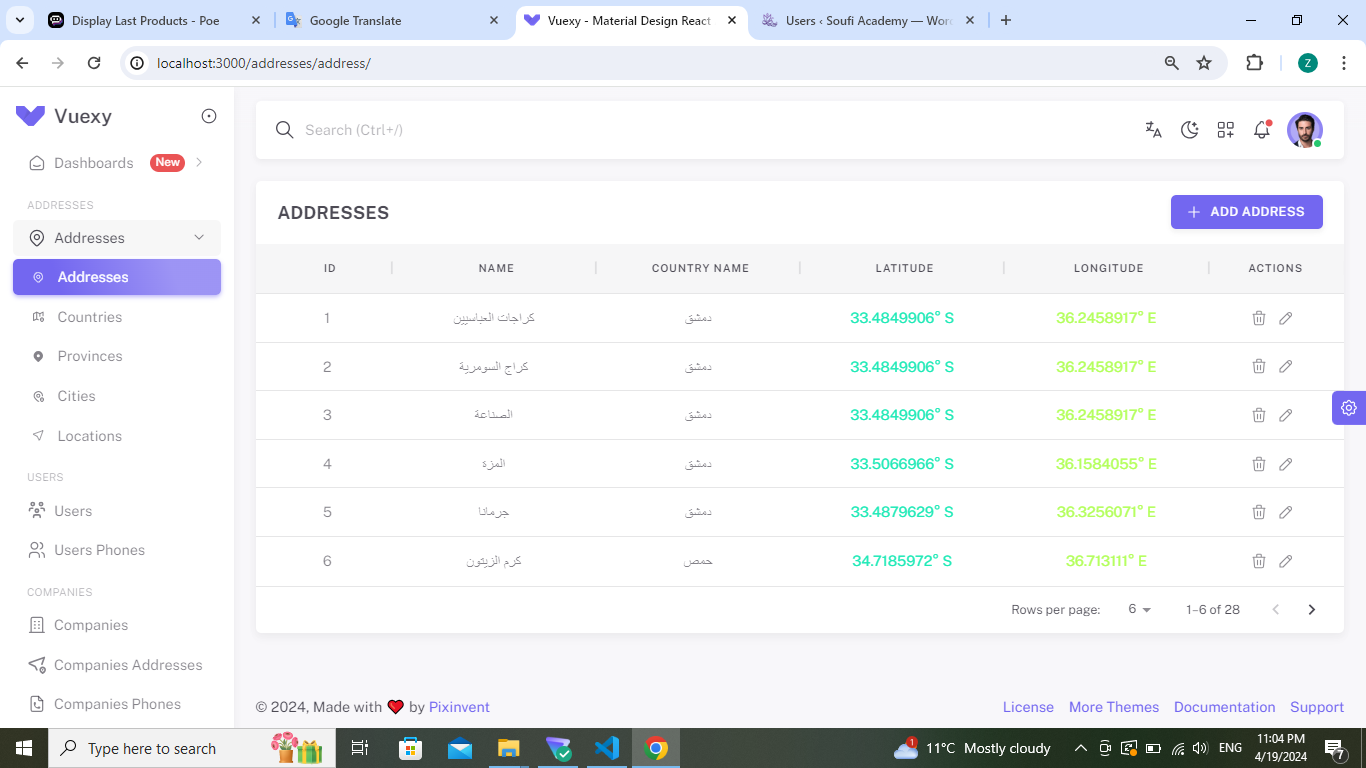 Display Last Products - Poe
Google Translate
Vuexy - Material Design React
Users ‹ Soufi Academy — Wor
localhost:3000/addresses/address/
Z
Vuexy
Search (Ctrl+/)
Dashboards New
ADDRESSES
Addresses
Addresses
Countries
Provinces
Cities
Locations
USERS
Users
Users Phones
COMPANIES
Companies
Companies Addresses
Companies Phones
ADDRESSES
ADD ADDRESS
ID NAME COUNTRY NAME LATITUDE LONGITUDE ACTIONS
1 كراجات العباسيين دمشق 33.4849906° S 36.2458917° E
2 كراج السومرية دمشق 33.4849906° S 36.2458917° E
3 الصناعة دمشق 33.4849906° S 36.2458917° E
4 المزة دمشق 33.5066966° S 36.1584055° E
5 جرمانا دمشق 33.4879629° S 36.3256071° E
6 كرم الزيتون حمص 34.7185972° S 36.713111° E
Rows per page: 6 1–6 of 28
© 2024, Made with ❤ by Pixinvent
License More Themes Documentation Support
Type here to search
1
11°C Mostly cloudy
ENG
11:04 PM
4/19/2024
7